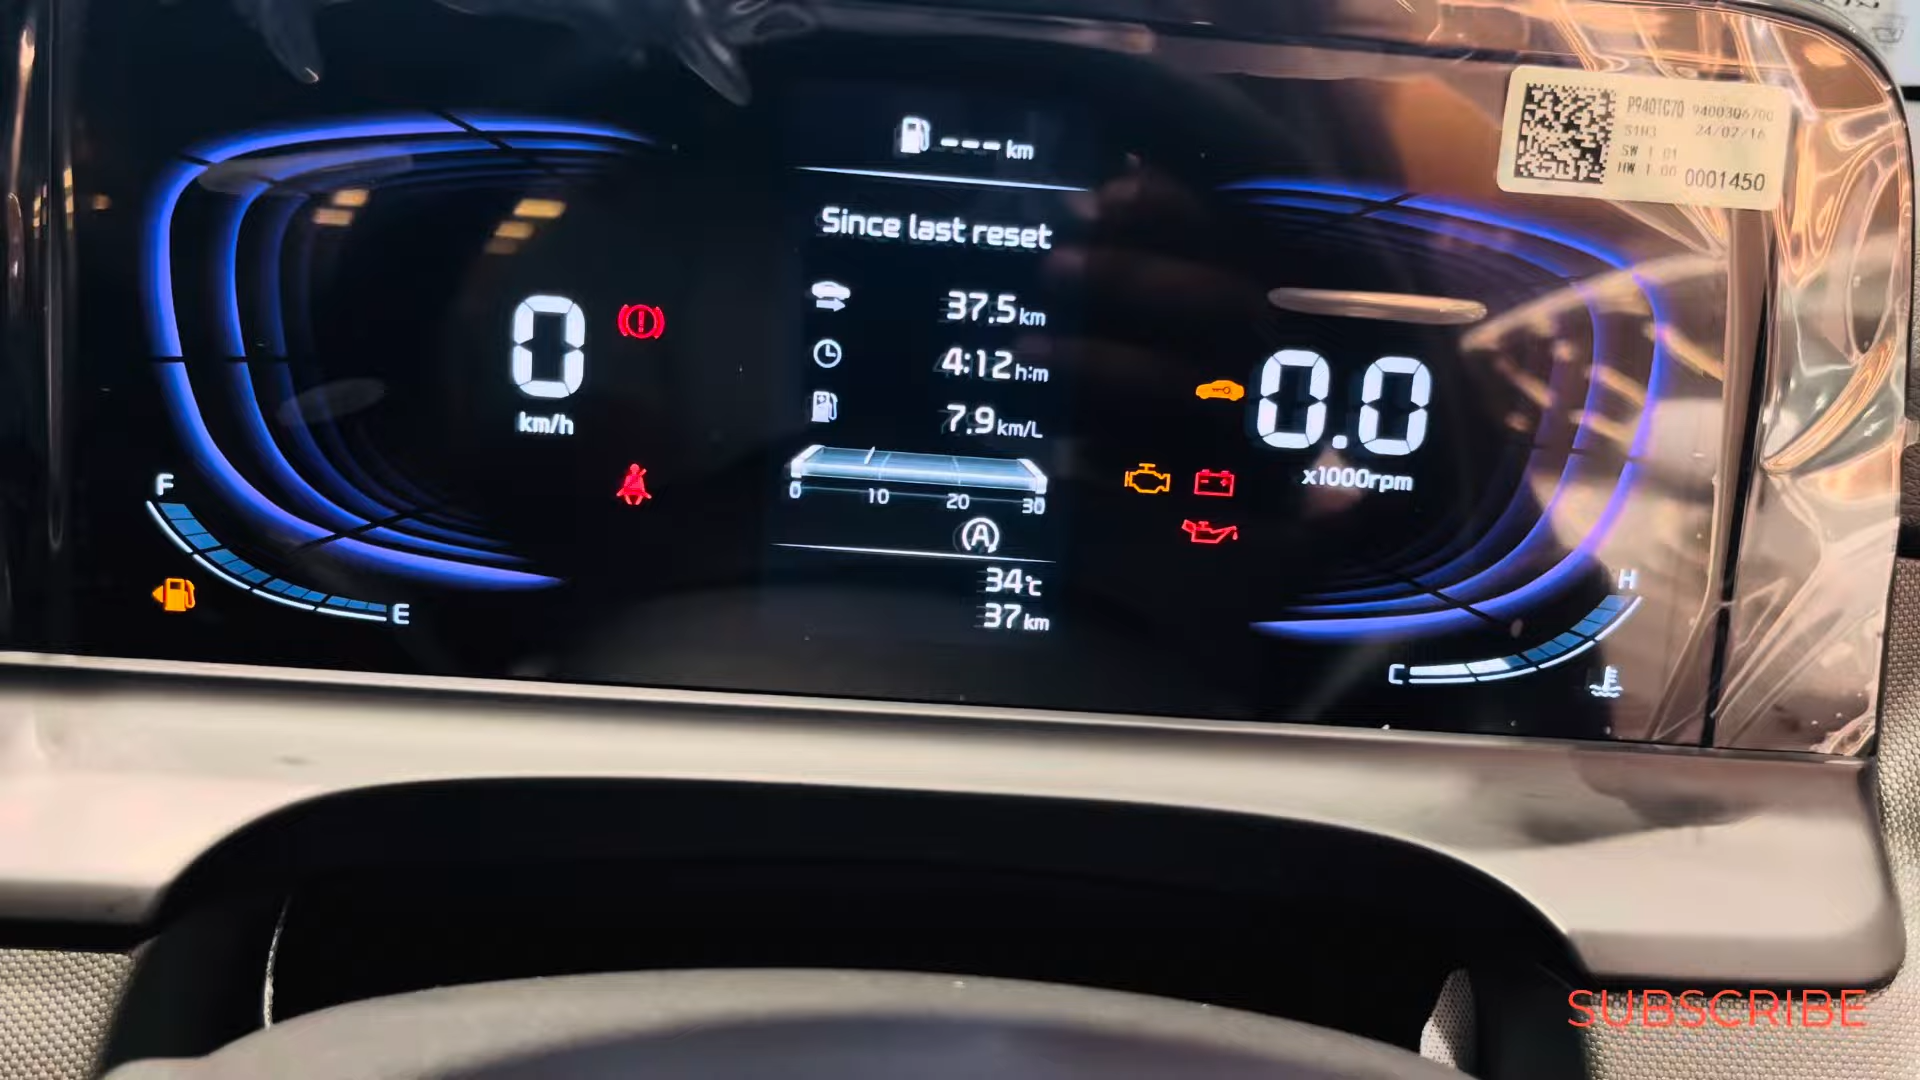 --- km
Since last reset
37.5 km
4:12 h:m
7.9 km/L
0 10 20 30
A
34°c
37 km
0
km/h
F
E
0.0
x1000rpm
H
C
P940TC70 9400306700
S1H3 24/02/16
SW 1.01
HW 1.00 0001450
SUBSCRIBE